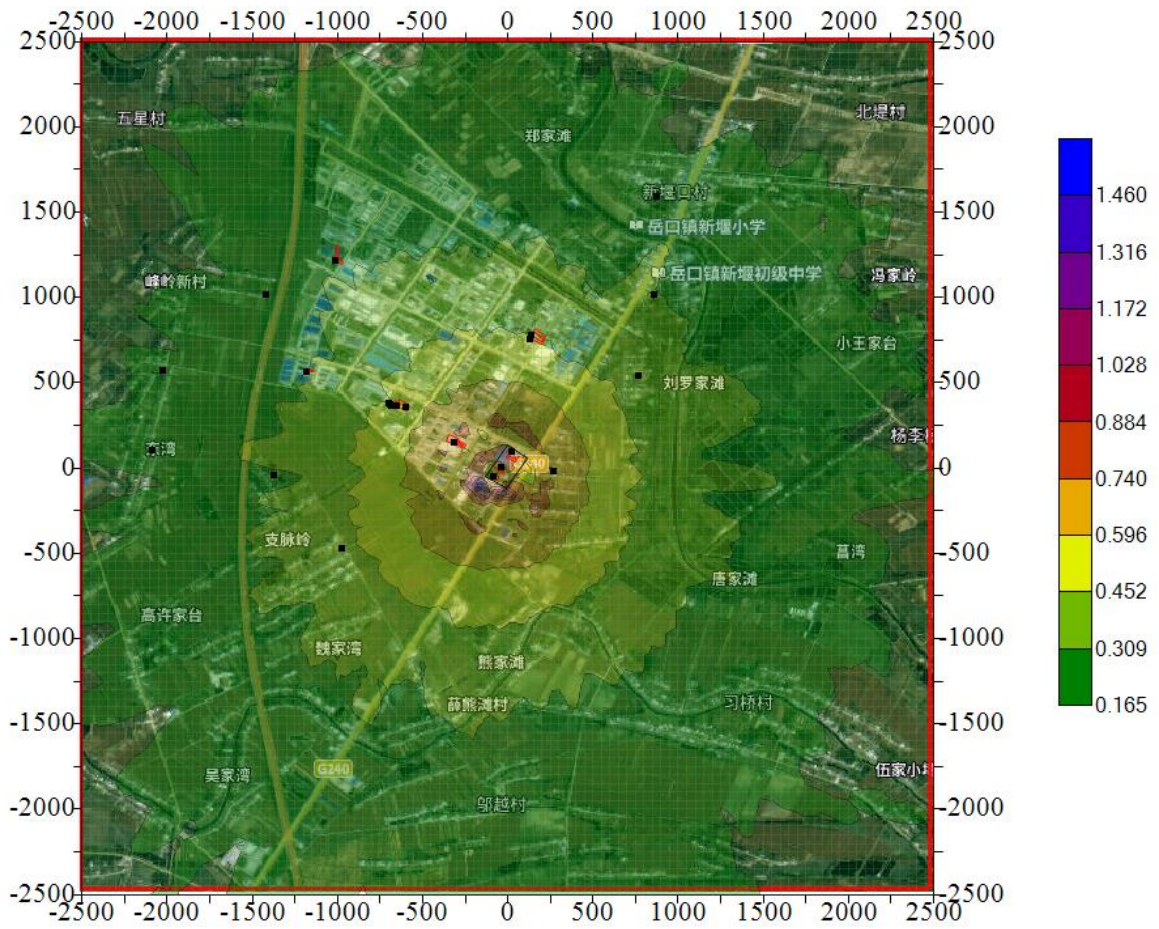 -2500 -2000 -1500 -1000 -500 0 500 1000 1500 2000 2500
2500 2500
五星村
北堤村
2000 2000
郑家滩
新堰口村
1500 1500
岳口镇新堰小学
峰岭新村
岳口镇新堰初级中学
冯家岭
1000 1000
小王家台
500 500
刘罗家滩
杨李
0 0
支脉岭
-500 -500
菖湾
唐家滩
高许家台
-1000 -1000
魏家湾
熊家滩
薛熊滩村
习桥村
-1500 -1500
吴家湾
G240
伍家小
邬越村
-2000 -2000
-2500 -2500
-2500 -2000 -1500 -1000 -500 0 500 1000 1500 2000 2500
1.460
1.316
1.172
1.028
0.884
0.740
0.596
0.452
0.309
0.165